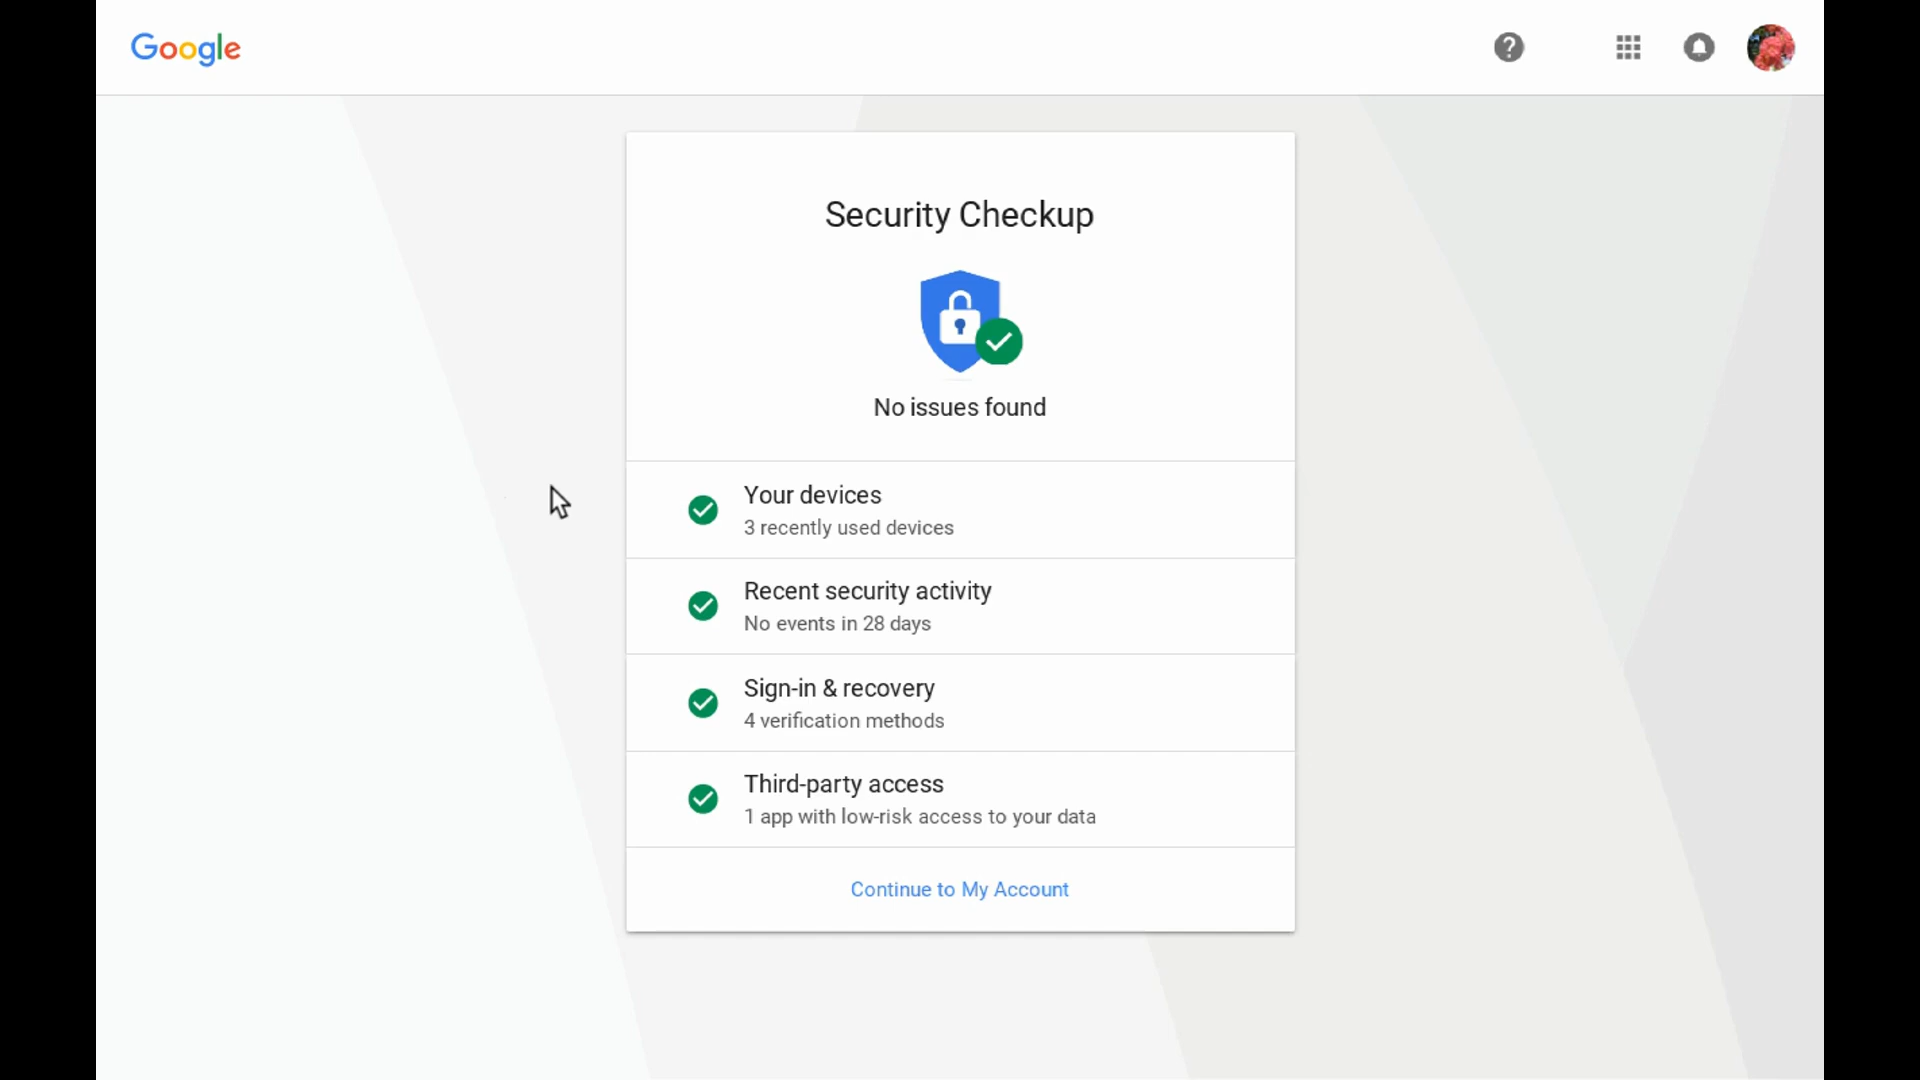 Google
Security Checkup
No issues found
Your devices
3 recently used devices
Recent security activity
No events in 28 days
Sign-in & recovery
4 verification methods
Third-party access
1 app with low-risk access to your data
Continue to My Account